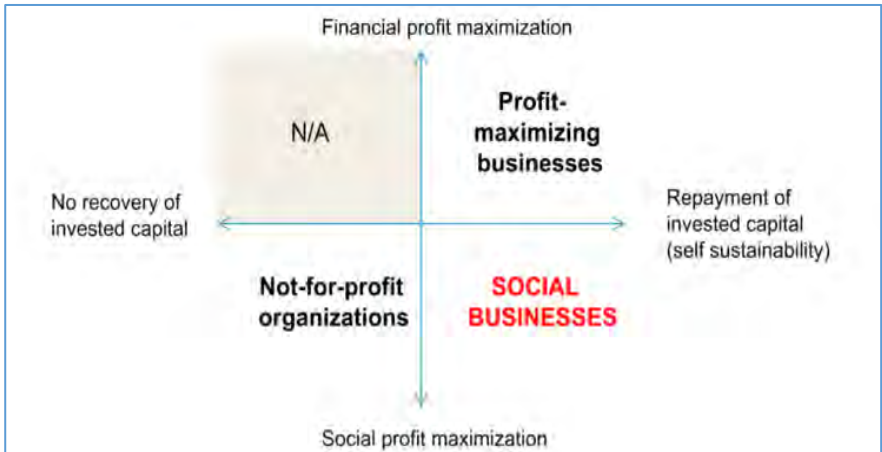 Financial profit maximization
N/A
Profit-
maximizing
businesses
No recovery of
invested capital
Repayment of
invested capital
(self sustainability)
Not-for-profit
organizations
SOCIAL
BUSINESSES
Social profit maximization